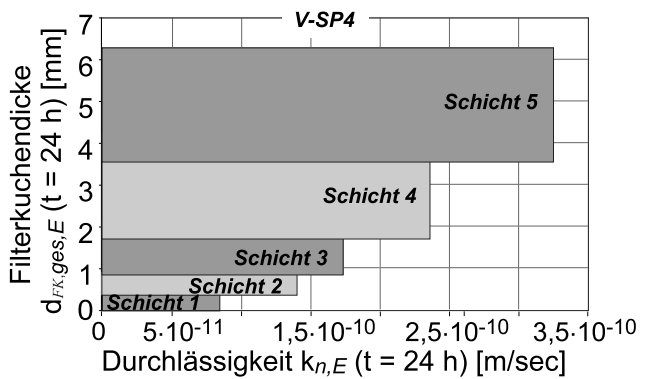 V-SP4
Filterkuchendicke
d_FK,ges,E (t = 24 h) [mm]
7
6
5
4
3
2
1
0
Schicht 5
Schicht 4
Schicht 3
Schicht 2
Schicht 1
0 5·10⁻¹¹ 1,5·10⁻¹⁰ 2,5·10⁻¹⁰ 3,5·10⁻¹⁰
Durchlässigkeit k_n,E (t = 24 h) [m/sec]